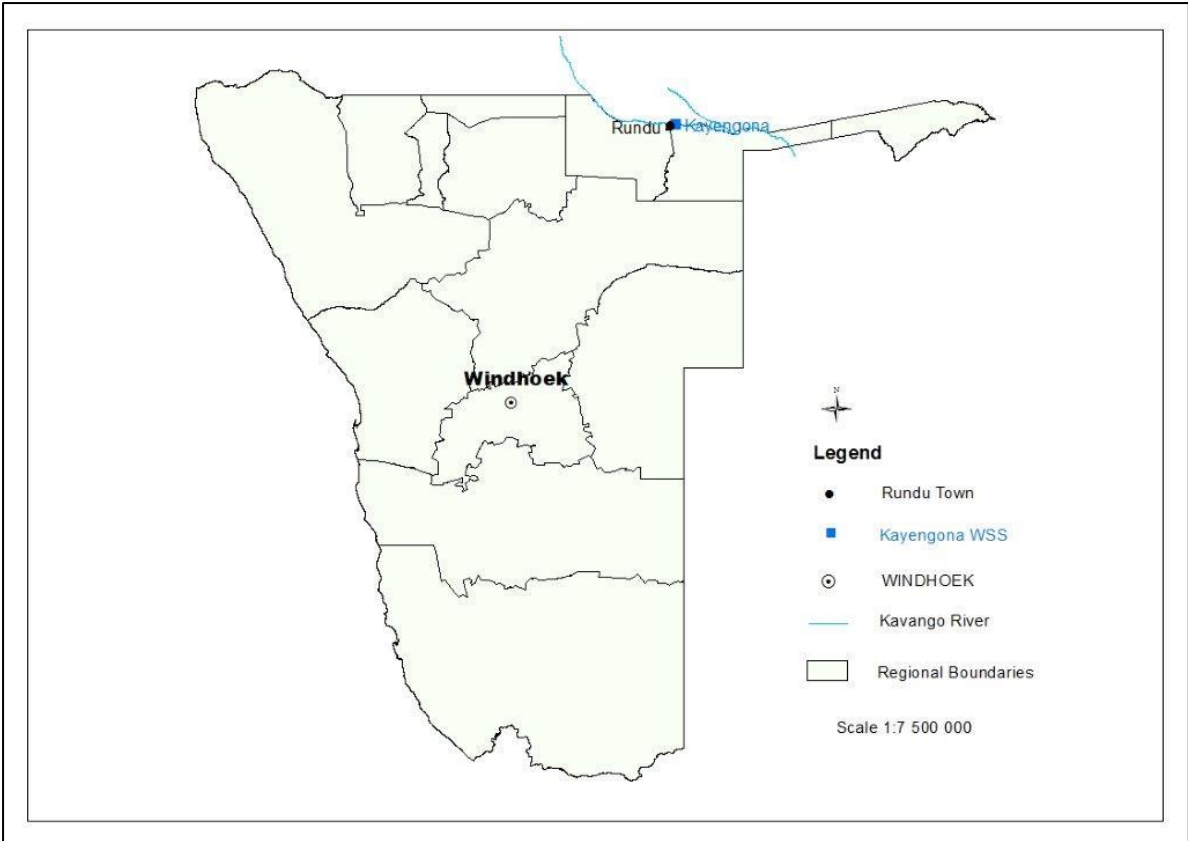 Rundu Kayengona
Windhoek
N
Legend
Rundu Town
Kayengona WSS
WINDHOEK
Kavango River
Regional Boundaries
Scale 1:7 500 000